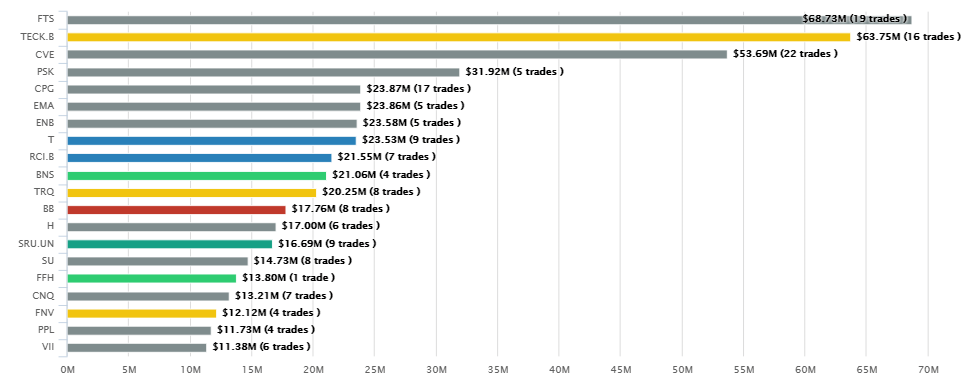 FTS $68.73M (19 trades )
TECK.B $63.75M (16 trades )
CVE $53.69M (22 trades )
PSK $31.92M (5 trades )
CPG $23.87M (17 trades )
EMA $23.86M (5 trades )
ENB $23.58M (5 trades )
T $23.53M (9 trades )
RCI.B $21.55M (7 trades )
BNS $21.06M (4 trades )
TRQ $20.25M (8 trades )
BB $17.76M (8 trades )
H $17.00M (6 trades )
SRU.UN $16.69M (9 trades )
SU $14.73M (8 trades )
FFH $13.80M (1 trade )
CNQ $13.21M (7 trades )
FNV $12.12M (4 trades )
PPL $11.73M (4 trades )
VII $11.38M (6 trades )
0M 5M 10M 15M 20M 25M 30M 35M 40M 45M 50M 55M 60M 65M 70M